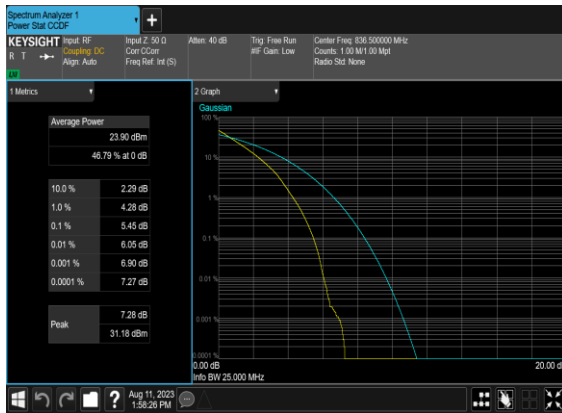 Spectrum Analyzer 1
Power Stat CCDF
+
KEYSIGHT
R T
LXI
Input: RF
Coupling: DC
Align: Auto
Input Z: 50 Ω
Corr CCorr
Freq Ref: Int (S)
Atten: 40 dB
Trig: Free Run
#IF Gain: Low
Center Freq: 836.500000 MHz
Counts: 1.00 M/1.00 Mpt
Radio Std: None
1 Metrics
Average Power
23.90 dBm
46.79 % at 0 dB
10.0 % 2.29 dB
1.0 % 4.28 dB
0.1 % 5.45 dB
0.01 % 6.05 dB
0.001 % 6.90 dB
0.0001 % 7.27 dB
Peak
7.28 dB
31.18 dBm
2 Graph
Gaussian
100 %
10 %
1 %
0.1 %
0.01 %
0.001 %
0.0001 %
0.00 dB
20.00 dB
Info BW 25.000 MHz
?
Aug 11, 2023
1:58:26 PM